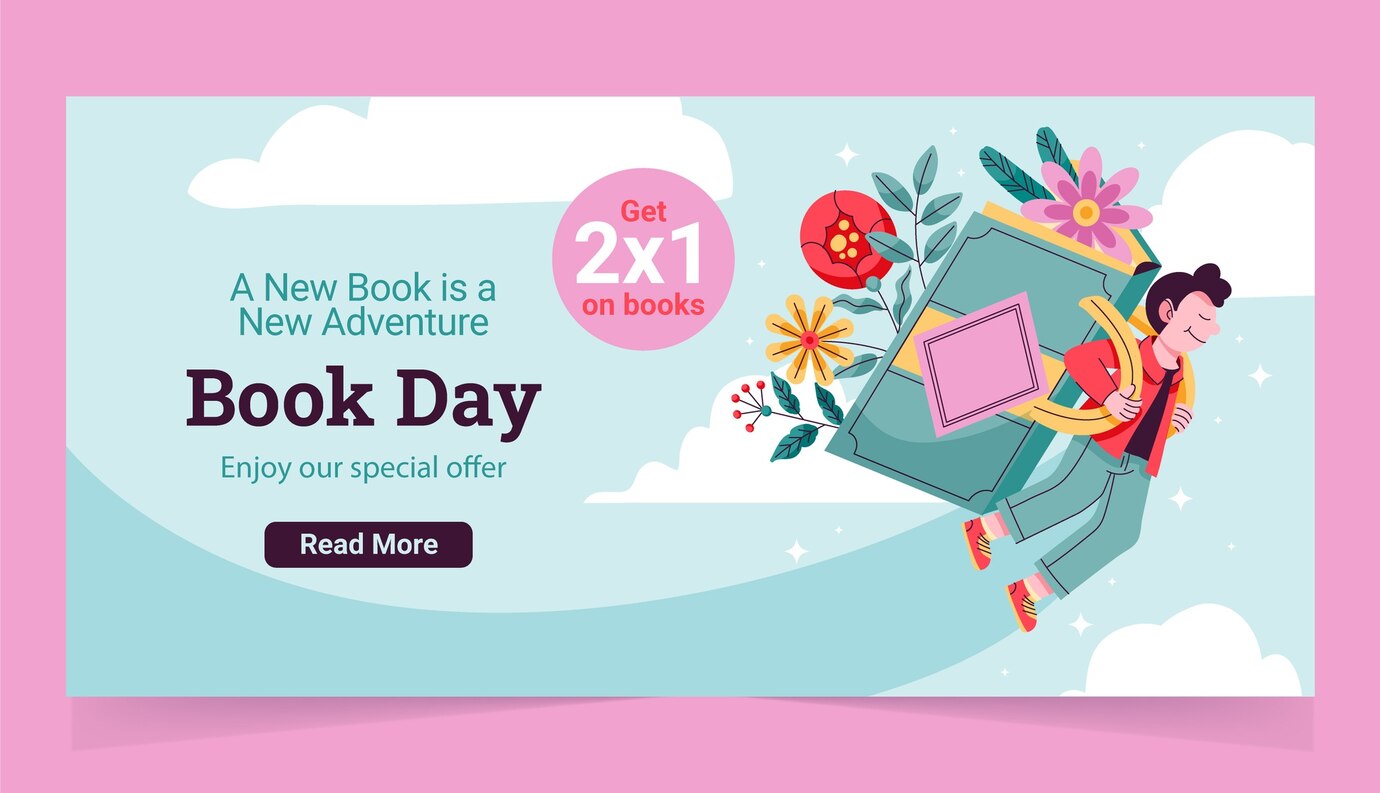 A New Book is a
New Adventure
Book Day
Enjoy our special offer
Read More
Get
2x1
on books